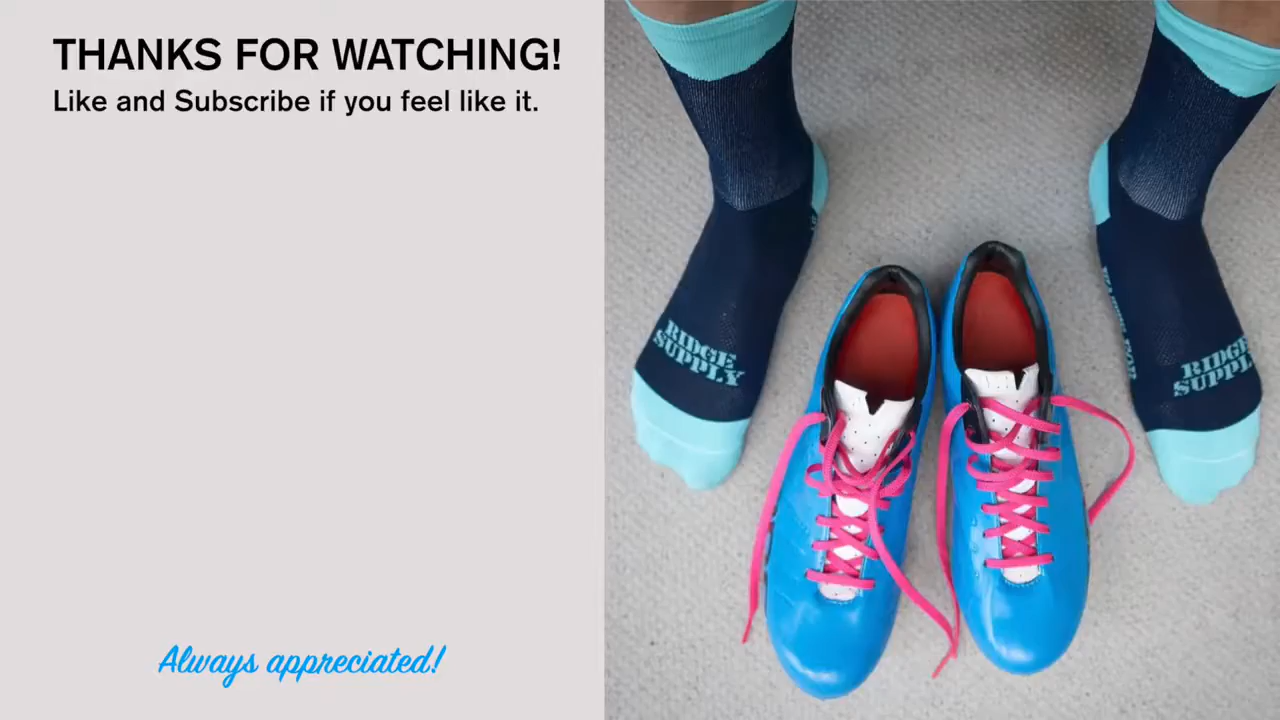 THANKS FOR WATCHING!
Like and Subscribe if you feel like it.
RIDGE
SUPPLY
RIDGE
SUPPLY
Always appreciated!